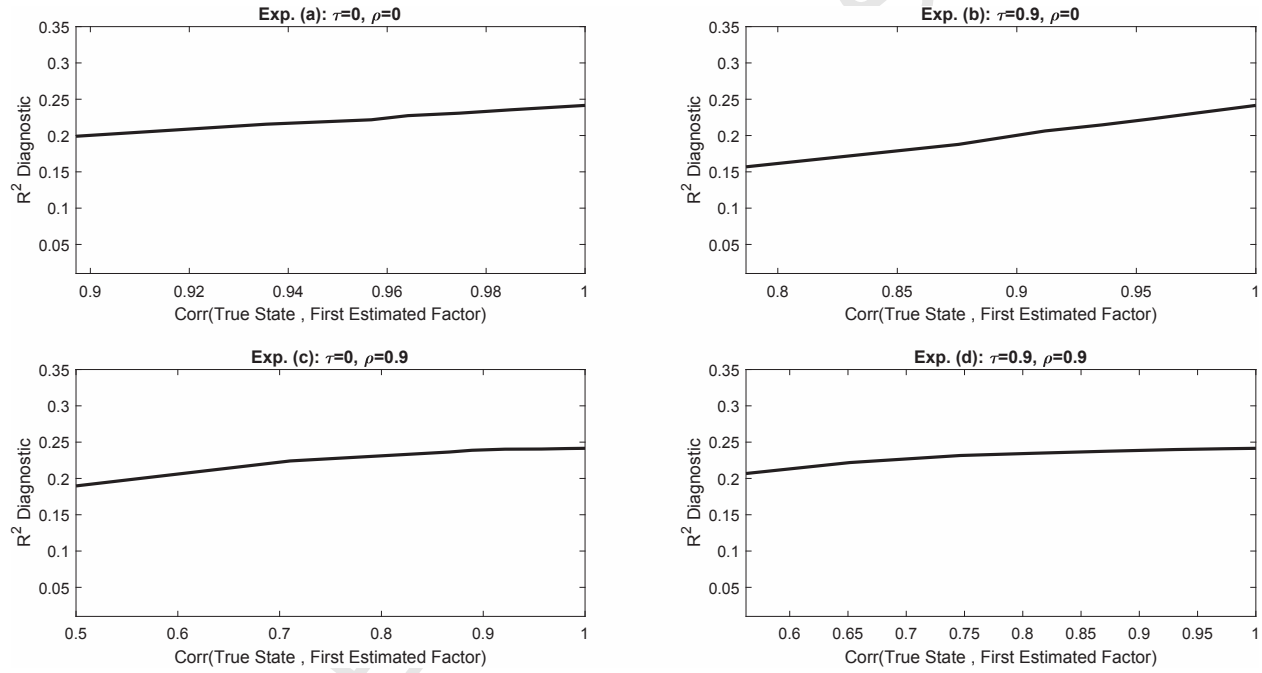 Exp. (a): τ=0, ρ=0
0.35
0.3
0.25
0.2
0.15
0.1
0.05
R² Diagnostic
0.9 0.92 0.94 0.96 0.98 1
Corr(True State , First Estimated Factor)
Exp. (b): τ=0.9, ρ=0
0.35
0.3
0.25
0.2
0.15
0.1
0.05
R² Diagnostic
0.8 0.85 0.9 0.95 1
Corr(True State , First Estimated Factor)
Exp. (c): τ=0, ρ=0.9
0.35
0.3
0.25
0.2
0.15
0.1
0.05
R² Diagnostic
0.5 0.6 0.7 0.8 0.9 1
Corr(True State , First Estimated Factor)
Exp. (d): τ=0.9, ρ=0.9
0.35
0.3
0.25
0.2
0.15
0.1
0.05
R² Diagnostic
0.6 0.65 0.7 0.75 0.8 0.85 0.9 0.95 1
Corr(True State , First Estimated Factor)